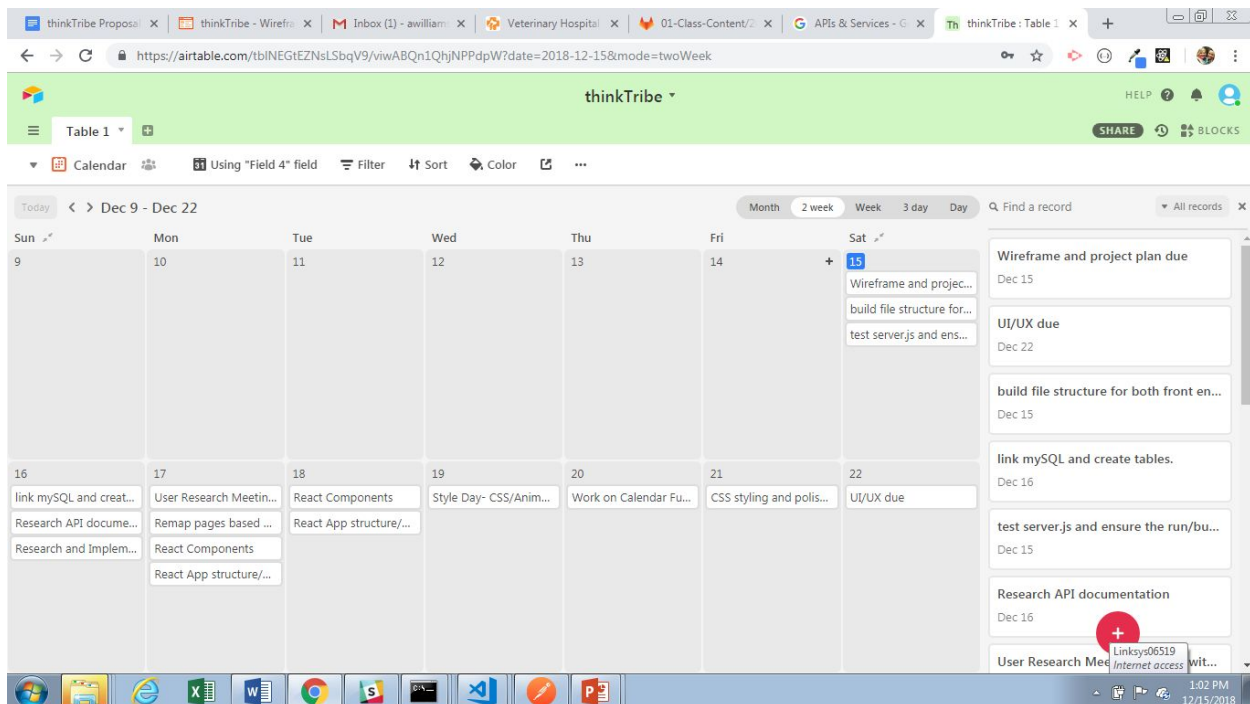 thinkTribe Proposal
thinkTribe - Wirefra
Inbox (1) - awilliam
Veterinary Hospital
01-Class-Content/2
APIs & Services - G
Th thinkTribe : Table 1
https://airtable.com/tblNEGtEZNsLSbqV9/viwABQn1QhjNPPdpW?date=2018-12-15&mode=twoWeek
thinkTribe
HELP
Table 1
SHARE
BLOCKS
Calendar
31 Using "Field 4" field
Filter
Sort
Color
...
Today < > Dec 9 - Dec 22
Month 2 week Week 3 day Day
Find a record
All records
Sun Mon Tue Wed Thu Fri Sat
9 10 11 12 13 14 + 15
Wireframe and projec...
build file structure for...
test server.js and ens...
16 17 18 19 20 21 22
link mySQL and creat... User Research Meetin... React Components Style Day- CSS/Anim... Work on Calendar Fu... CSS styling and polis... UI/UX due
Research API docume... Remap pages based ... React App structure/...
Research and Implem... React Components
React App structure/...
Wireframe and project plan due
Dec 15
UI/UX due
Dec 22
build file structure for both front en...
Dec 15
link mySQL and create tables.
Dec 16
test server.js and ensure the run/bu...
Dec 15
Research API documentation
Dec 16
User Research Mee
wit...
Linksys06519
Internet access
1:02 PM
12/15/2018